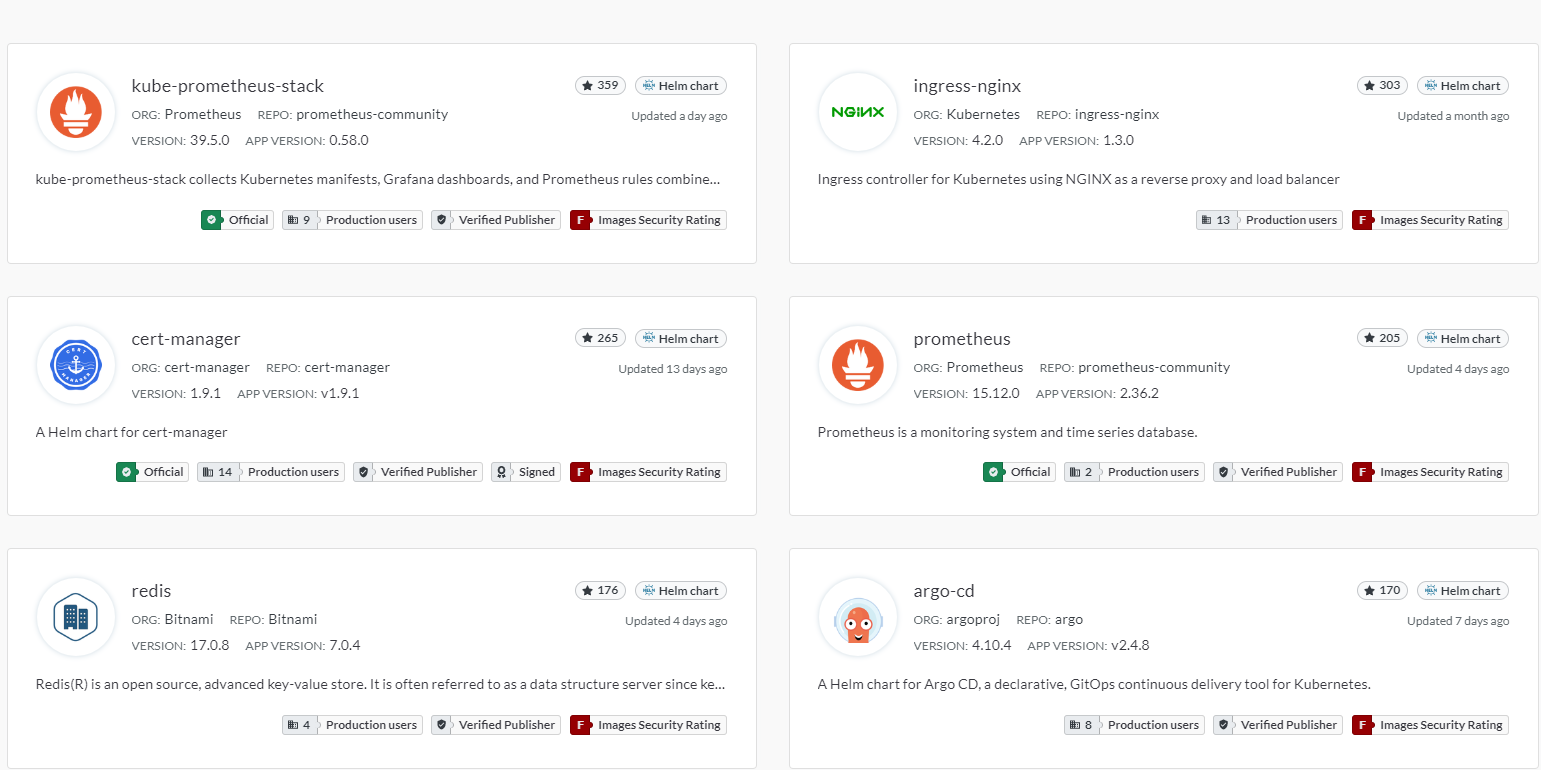 kube-prometheus-stack
359 Helm chart
ORG: Prometheus REPO: prometheus-community
Updated a day ago
VERSION: 39.5.0 APP VERSION: 0.58.0
kube-prometheus-stack collects Kubernetes manifests, Grafana dashboards, and Prometheus rules combine...
Official 9 Production users Verified Publisher F Images Security Rating
NGINX
ingress-nginx
303 Helm chart
ORG: Kubernetes REPO: ingress-nginx
Updated a month ago
VERSION: 4.2.0 APP VERSION: 1.3.0
Ingress controller for Kubernetes using NGINX as a reverse proxy and load balancer
13 Production users F Images Security Rating
CERT
MANAGER
cert-manager
265 Helm chart
ORG: cert-manager REPO: cert-manager
Updated 13 days ago
VERSION: 1.9.1 APP VERSION: v1.9.1
A Helm chart for cert-manager
Official 14 Production users Verified Publisher Signed F Images Security Rating
prometheus
205 Helm chart
ORG: Prometheus REPO: prometheus-community
Updated 4 days ago
VERSION: 15.12.0 APP VERSION: 2.36.2
Prometheus is a monitoring system and time series database.
Official 2 Production users Verified Publisher F Images Security Rating
redis
176 Helm chart
ORG: Bitnami REPO: Bitnami
Updated 4 days ago
VERSION: 17.0.8 APP VERSION: 7.0.4
Redis(R) is an open source, advanced key-value store. It is often referred to as a data structure server since ke...
4 Production users Verified Publisher F Images Security Rating
argo-cd
170 Helm chart
ORG: argoproj REPO: argo
Updated 7 days ago
VERSION: 4.10.4 APP VERSION: v2.4.8
A Helm chart for Argo CD, a declarative, GitOps continuous delivery tool for Kubernetes.
8 Production users Verified Publisher F Images Security Rating